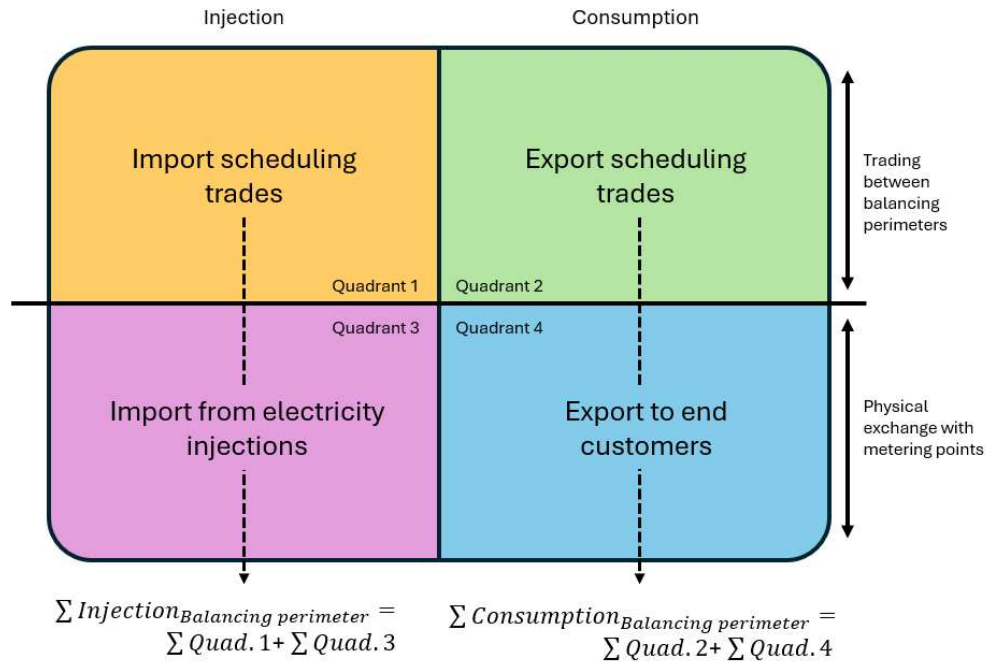 Injection
Consumption
Import scheduling
trades
Export scheduling
trades
Trading
between
balancing
perimeters
Quadrant 1
Quadrant 2
Quadrant 3
Quadrant 4
Import from electricity
injections
Export to end
customers
Physical
exchange with
metering points
∑ Injection_Balancing perimeter =
∑ Quad. 1+ ∑ Quad. 3
∑ Consumption_Balancing perimeter =
∑ Quad. 2+ ∑ Quad. 4